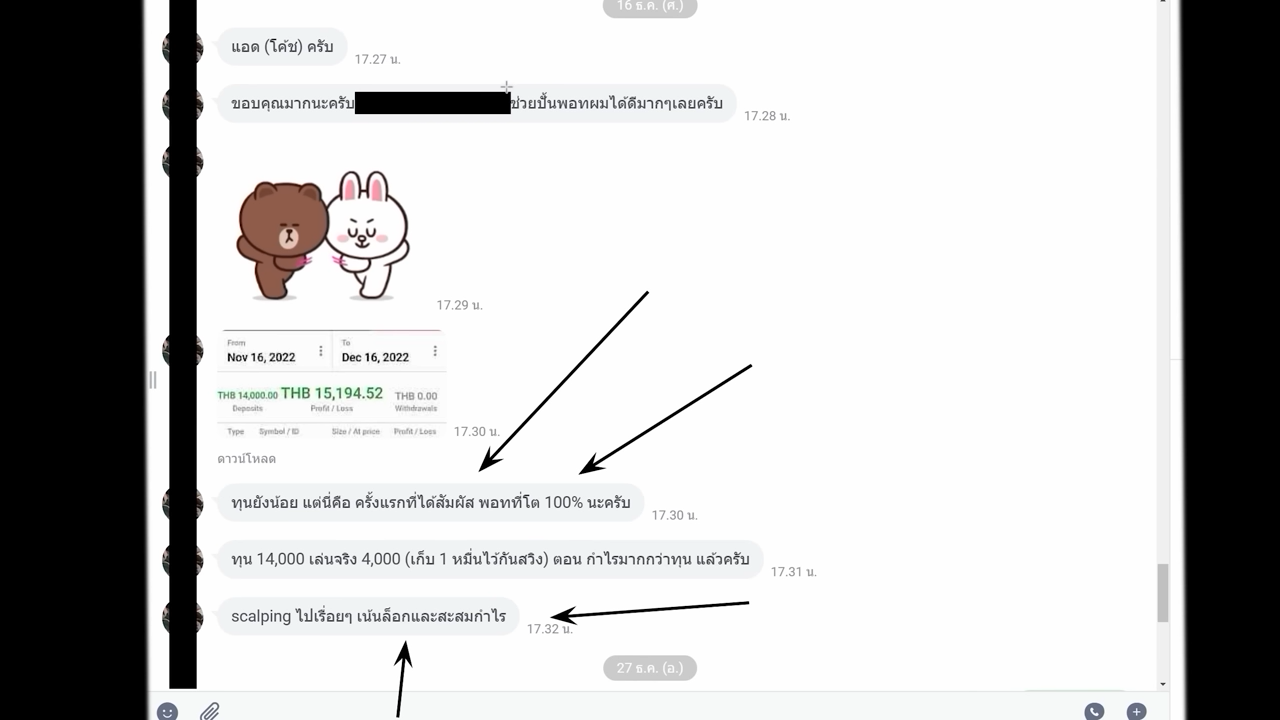 16 ธ.ค. (ศ.)
แอด (โค้ช) ครับ
17.27 น.
ขอบคุณมากนะครับ
ช่วยปั้นพอทผมได้ดีมากๆเลยครับ
17.28 น.
17.29 น.
From
To
Nov 16, 2022
Dec 16, 2022
THB 14,000.00 THB 15,194.52 THB 0.00
Deposits Profit / Loss Withdrawals
Type Symbol / ID Size / At price Profit / Loss
17.30 น.
ดาวน์โหลด
ทุนยังน้อย แต่นี่คือ ครั้งแรกที่ได้สัมผัส พอทที่โต 100% นะครับ
17.30 น.
ทุน 14,000 เล่นจริง 4,000 (เก็บ 1 หมื่นไว้กันสวิง) ตอน กำไรมากกว่าทุน แล้วครับ
17.31 น.
scalping ไปเรื่อยๆ เน้นล็อกและสะสมกำไร
17.32 น.
27 ธ.ค. (อ.)